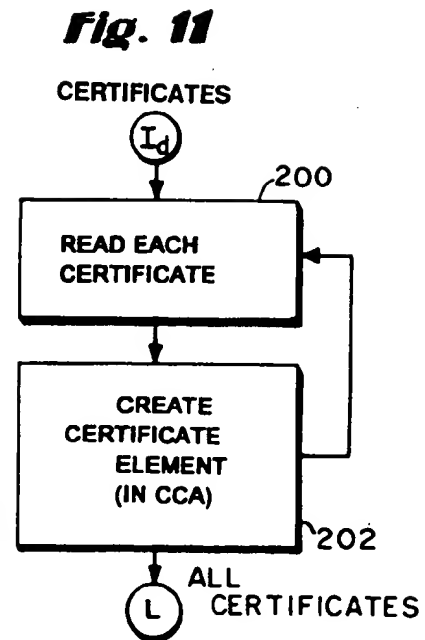 Fig. 11
CERTIFICATES
Id
200
READ EACH
CERTIFICATE
CREATE
CERTIFICATE
ELEMENT
(IN CCA)
202
L
ALL
CERTIFICATES